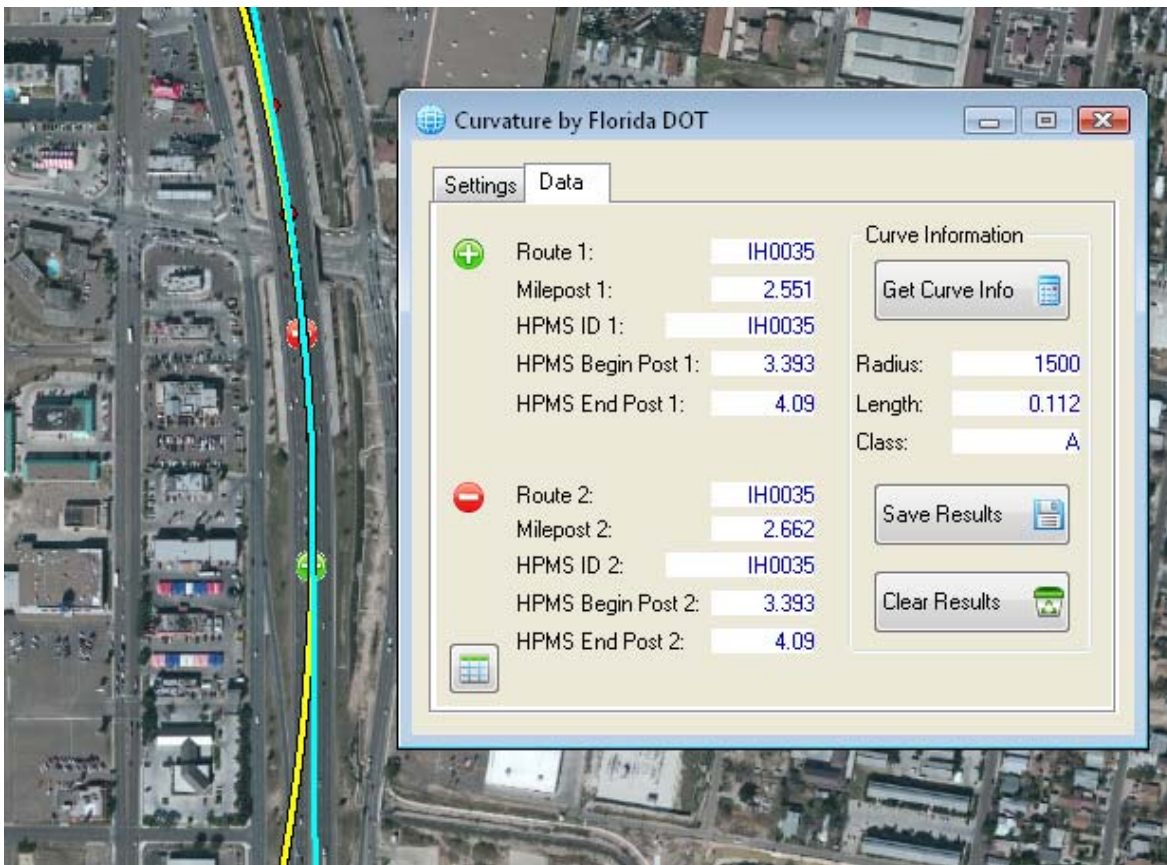 Curvature by Florida DOT
Settings Data
Route 1: IH0035
Milepost 1: 2.551
HPMS ID 1: IH0035
HPMS Begin Post 1: 3.393
HPMS End Post 1: 4.09
Route 2: IH0035
Milepost 2: 2.662
HPMS ID 2: IH0035
HPMS Begin Post 2: 3.393
HPMS End Post 2: 4.09
Curve Information
Get Curve Info
Radius: 1500
Length: 0.112
Class: A
Save Results
Clear Results